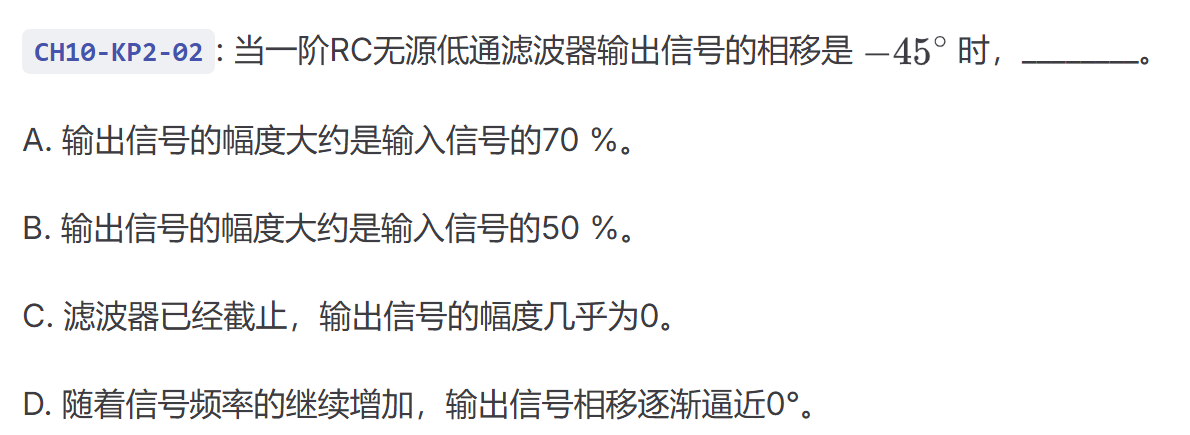 CH10-KP2-02 : 当一阶RC无源低通滤波器输出信号的相移是 −45° 时，________。
A. 输出信号的幅度大约是输入信号的70 %。
B. 输出信号的幅度大约是输入信号的50 %。
C. 滤波器已经截止，输出信号的幅度几乎为0。
D. 随着信号频率的继续增加，输出信号相移逐渐逼近0°。